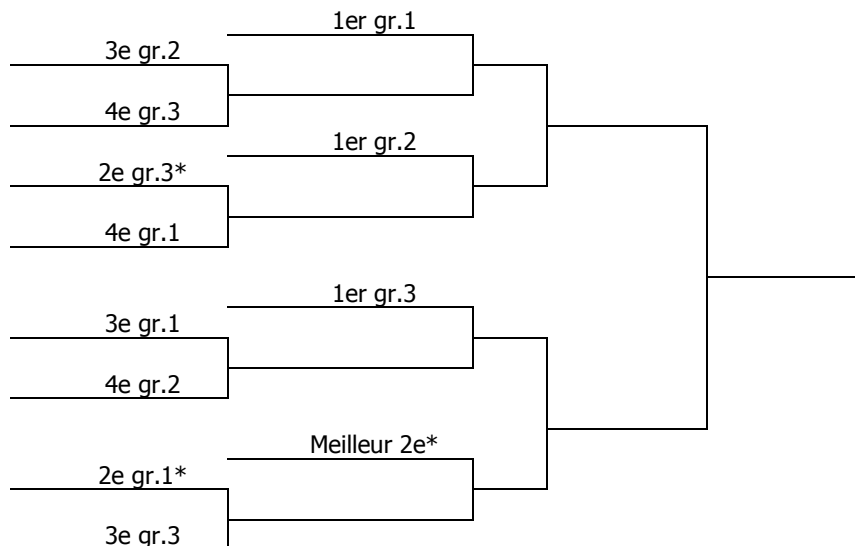 1er gr.1
3e gr.2
4e gr.3
1er gr.2
2e gr.3*
4e gr.1
1er gr.3
3e gr.1
4e gr.2
Meilleur 2e*
2e gr.1*
3e gr.3